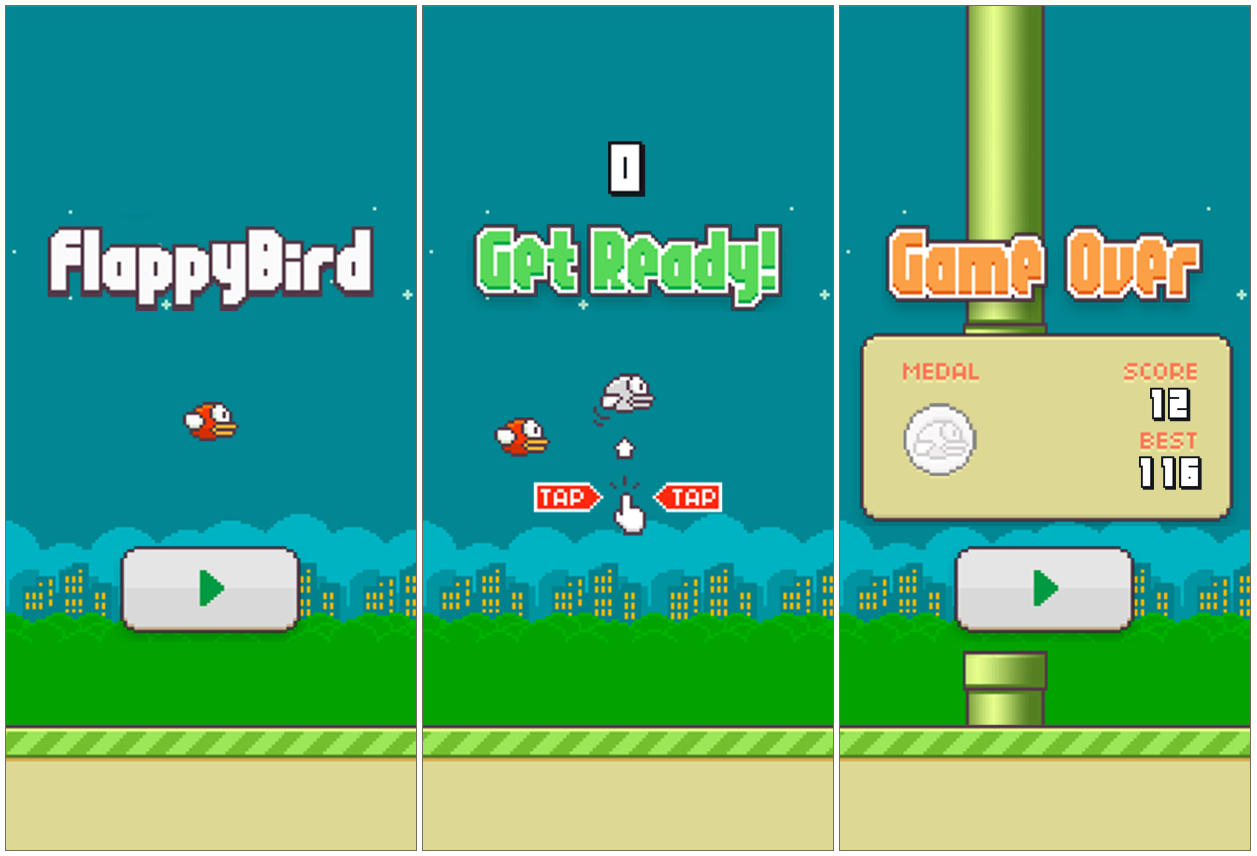 FlappyBird
0
Get Ready!
TAP TAP
Game Over
MEDAL SCORE
12
BEST
116